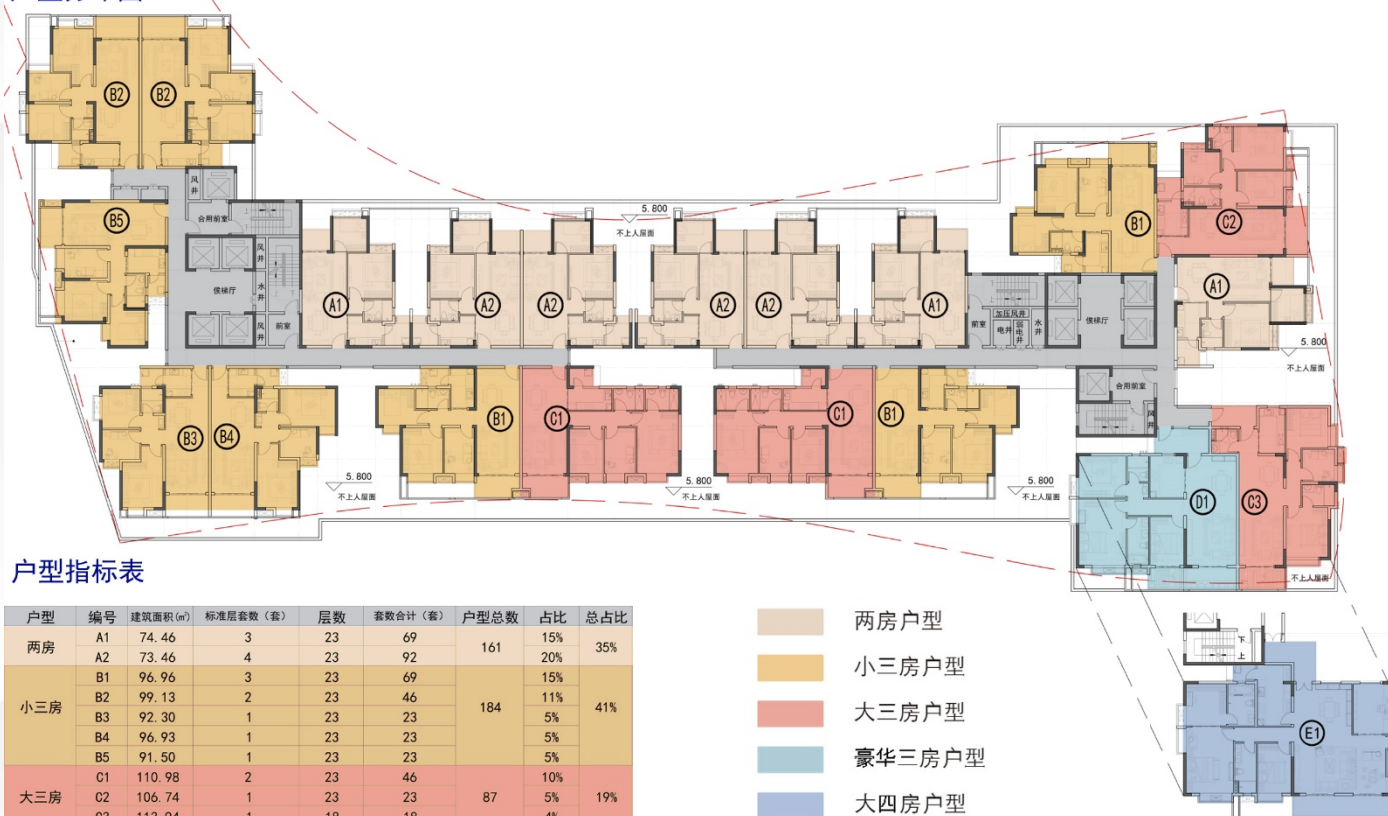 B2 B2
风井
合用前室
B5
风井
候梯厅
水井
风井
前室
5.800
不上人屋面
A1 A2 A2 A2 A2 A1
B1
C2
A1
前室
加压风井
电井
弱电井
水井
候梯厅
5.800
不上人屋面
合用前室
风井
B3 B4 B1 C1 C1 B1
5.800
不上人屋面
5.800
不上人屋面
5.800
不上人屋面
D1 C3
不上人屋面
下
上
E1
户型指标表
户型 编号 建筑面积(㎡) 标准层套数(套) 层数 套数合计(套) 户型总数 占比 总占比
两房 A1 74.46 3 23 69 161 15% 35%
A2 73.46 4 23 92 20%
小三房 B1 96.96 3 23 69 184 15% 41%
B2 99.13 2 23 46 11%
B3 92.30 1 23 23 5%
B4 96.93 1 23 23 5%
B5 91.50 1 23 23 5%
大三房 C1 110.98 2 23 46 87 10% 19%
C2 106.74 1 23 23 5%
两房户型
小三房户型
大三房户型
豪华三房户型
大四房户型